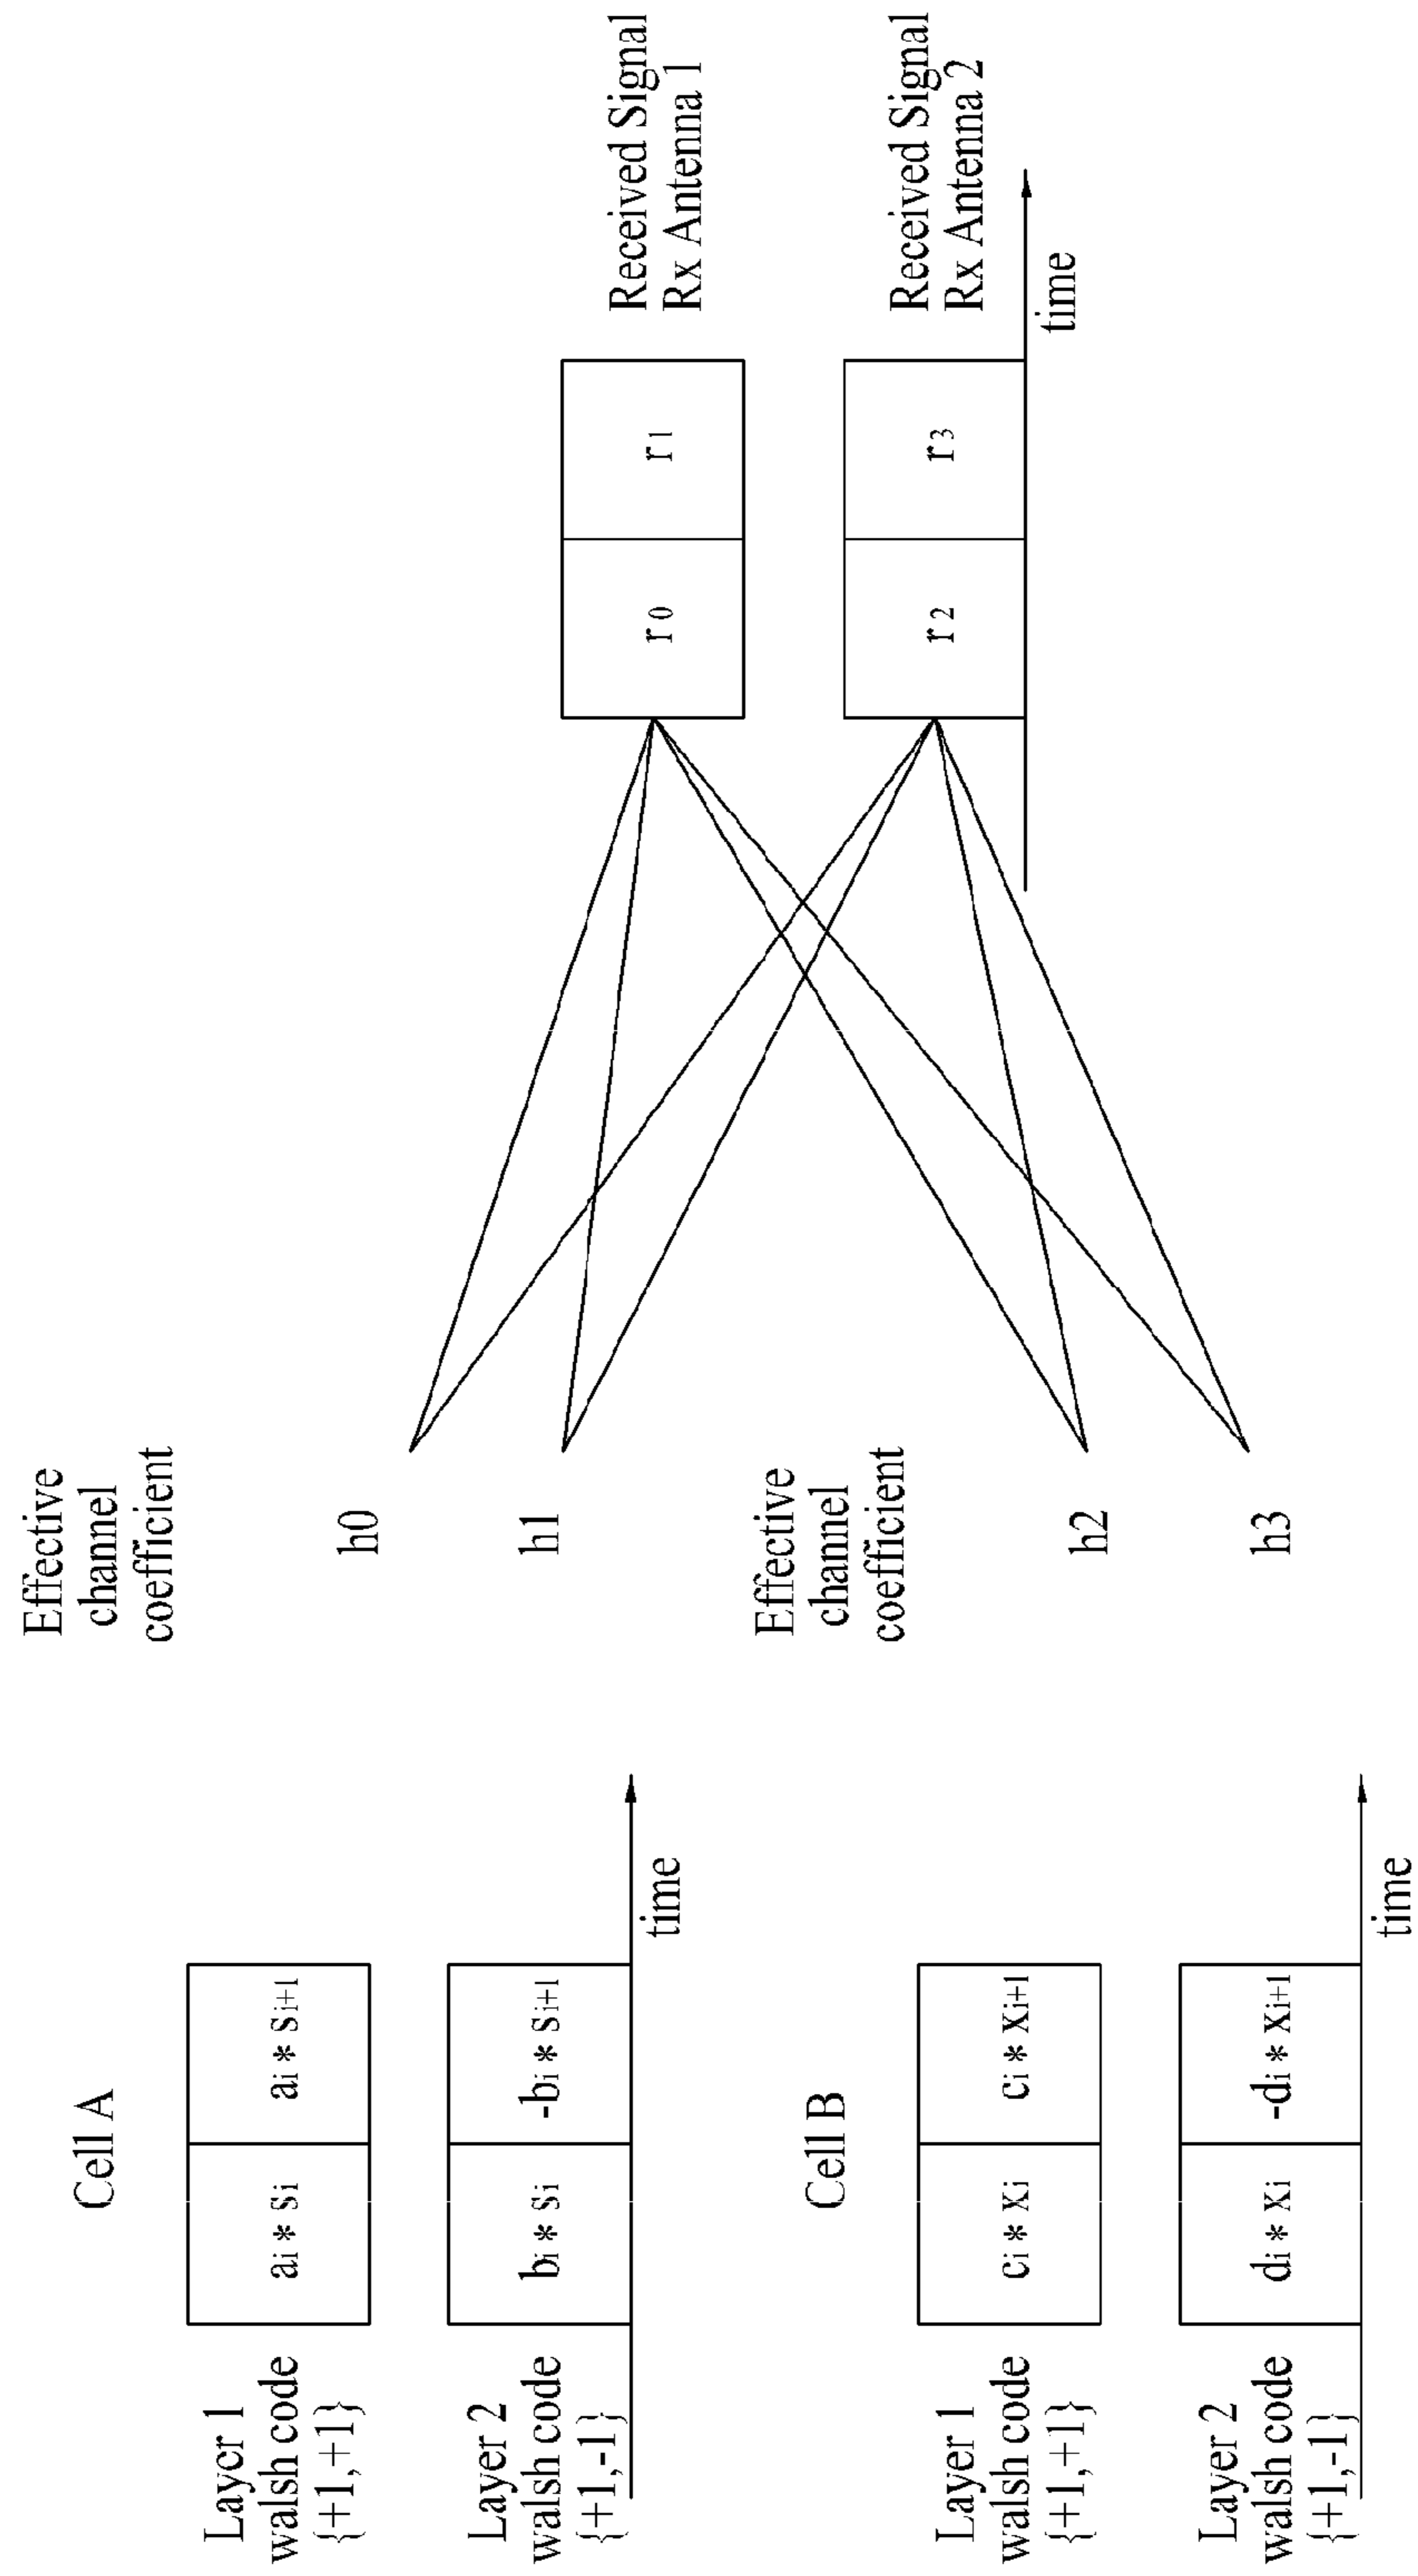 Cell A
Layer 1
walsh code
{+1,+1}
ai * si
ai * si+1
Layer 2
walsh code
{+1,-1}
bi * si
-bi * si+1
time
Effective
channel
coefficient
h0
h1
Cell B
Layer 1
walsh code
{+1,+1}
ci * xi
ci * xi+1
Layer 2
walsh code
{+1,-1}
di * xi
-di * xi+1
time
Effective
channel
coefficient
h2
h3
r0
r1
Received Signal
Rx Antenna 1
r2
r3
Received Signal
Rx Antenna 2
time